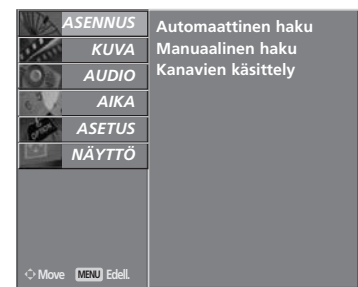 ASENNUS
KUVA
AUDIO
AIKA
ASETUS
NÄYTTÖ
Automaattinen haku
Manuaalinen haku
Kanavien käsittely
Move MENU Edell.